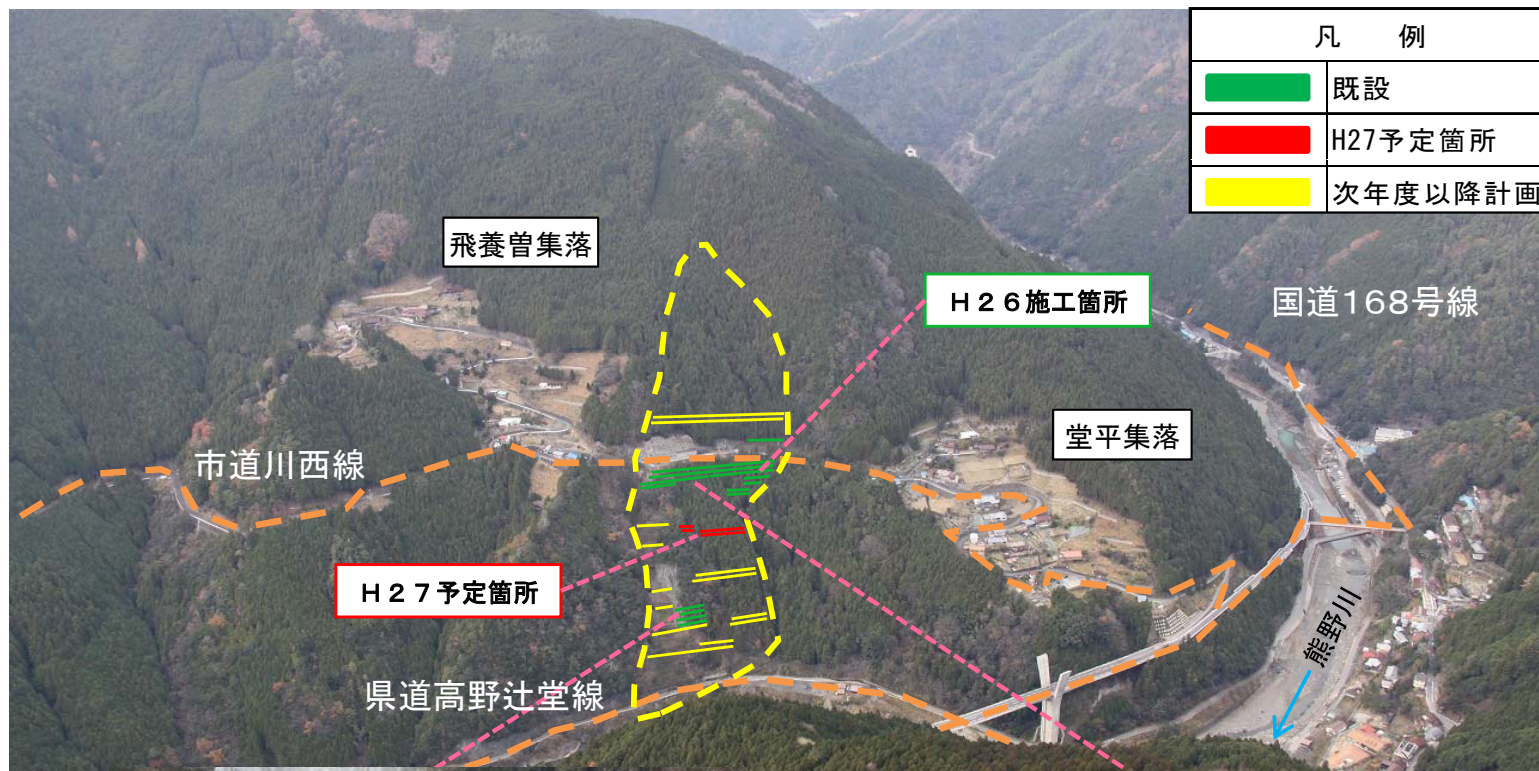 凡　例
既設
H27予定箇所
次年度以降計画
飛養曽集落
H26施工箇所
国道168号線
堂平集落
市道川西線
H27予定箇所
熊野川
県道高野辻堂線